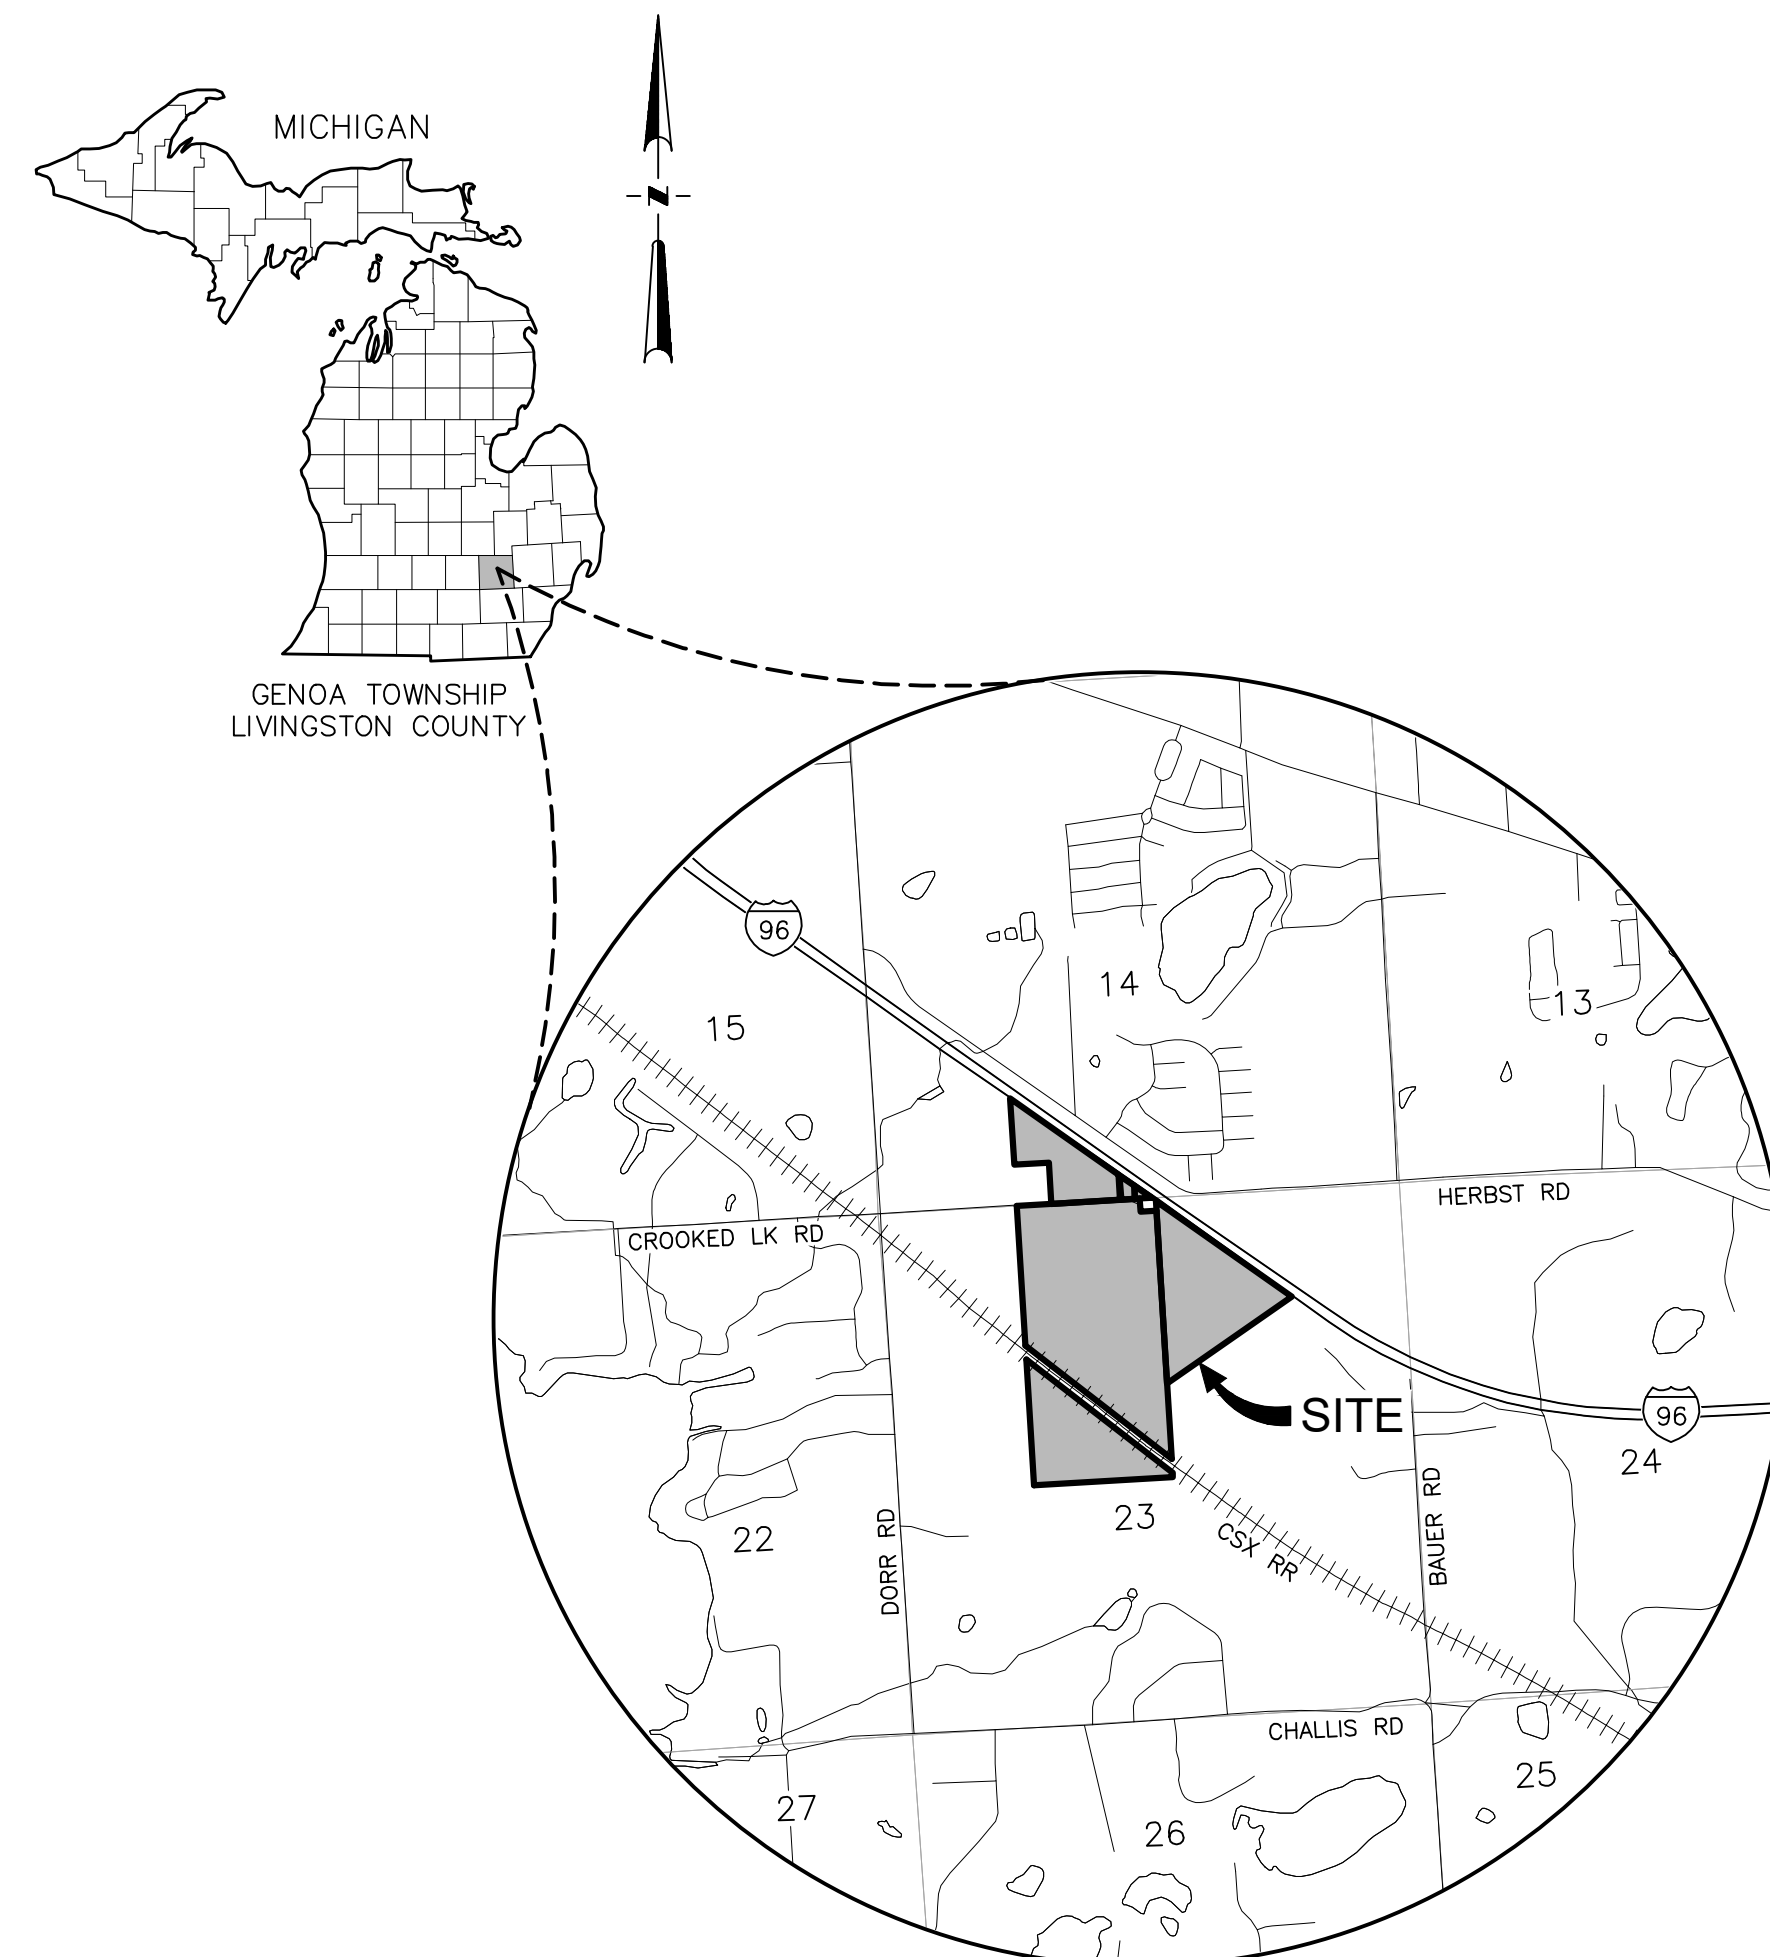 MICHIGAN
N
GENOA TOWNSHIP
LIVINGSTON COUNTY
96
14
13
15
HERBST RD
CROOKED LK RD
SITE
96
24
23
22
DORR RD
CSX RR
BAUER RD
CHALLIS RD
25
27
26